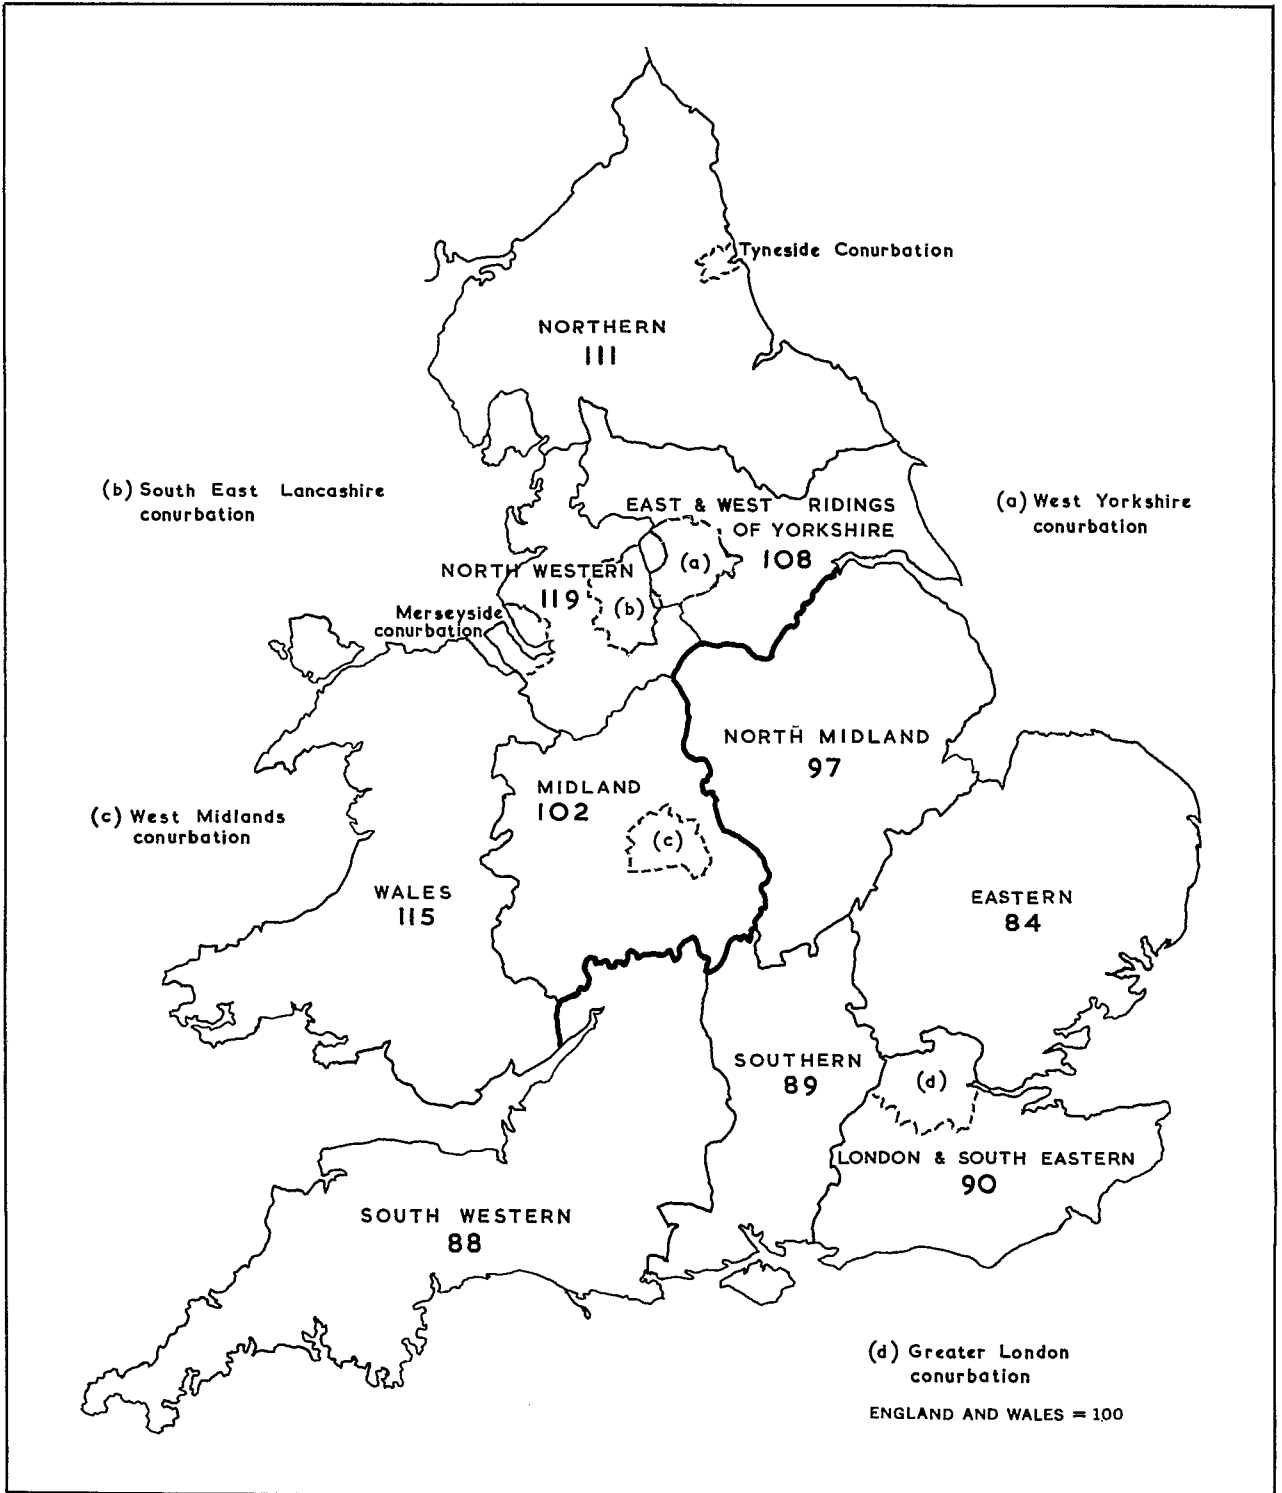 Tyneside Conurbation
NORTHERN
111
(b) South East Lancashire
conurbation
(a) West Yorkshire
conurbation
EAST & WEST RIDINGS
OF YORKSHIRE
108
(a)
NORTH WESTERN
119
(b)
Merseyside
conurbation
NORTH MIDLAND
97
MIDLAND
102
(c) West Midlands
conurbation
(c)
WALES
115
EASTERN
84
SOUTHERN
89
(d)
LONDON & SOUTH EASTERN
90
SOUTH WESTERN
88
(d) Greater London
conurbation
ENGLAND AND WALES = 100